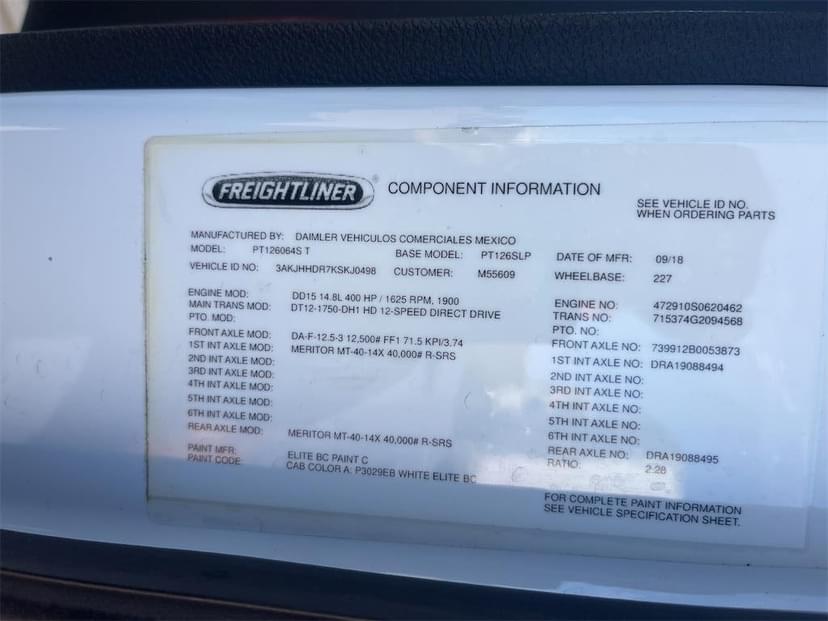 FREIGHTLINER COMPONENT INFORMATION
SEE VEHICLE ID NO.
WHEN ORDERING PARTS
MANUFACTURED BY: DAIMLER VEHICULOS COMERCIALES MEXICO
MODEL: PT126064S T BASE MODEL: PT126SLP DATE OF MFR: 09/18
VEHICLE ID NO: 3AKJHHDR7KSKJ0498 CUSTOMER: M55609 WHEELBASE: 227
ENGINE MOD: DD15 14.8L 400 HP / 1625 RPM, 1900 ENGINE NO: 472910S0620462
MAIN TRANS MOD: DT12-1750-DH1 HD 12-SPEED DIRECT DRIVE TRANS NO: 715374G2094568
PTO. MOD: PTO. NO:
FRONT AXLE MOD: DA-F-12.5-3 12,500# FF1 71.5 KPI/3.74 FRONT AXLE NO: 739912B0053873
1ST INT AXLE MOD: MERITOR MT-40-14X 40,000# R-SRS 1ST INT AXLE NO: DRA19088494
2ND INT AXLE MOD: 2ND INT AXLE NO:
3RD INT AXLE MOD: 3RD INT AXLE NO:
4TH INT AXLE MOD: 4TH INT AXLE NO:
5TH INT AXLE MOD: 5TH INT AXLE NO:
6TH INT AXLE MOD: 6TH INT AXLE NO:
REAR AXLE MOD: MERITOR MT-40-14X 40,000# R-SRS REAR AXLE NO: DRA19088495
PAINT MFR: ELITE BC PAINT C RATIO: 2.28
PAINT CODE: CAB COLOR A: P3029EB WHITE ELITE BC
FOR COMPLETE PAINT INFORMATION
SEE VEHICLE SPECIFICATION SHEET.